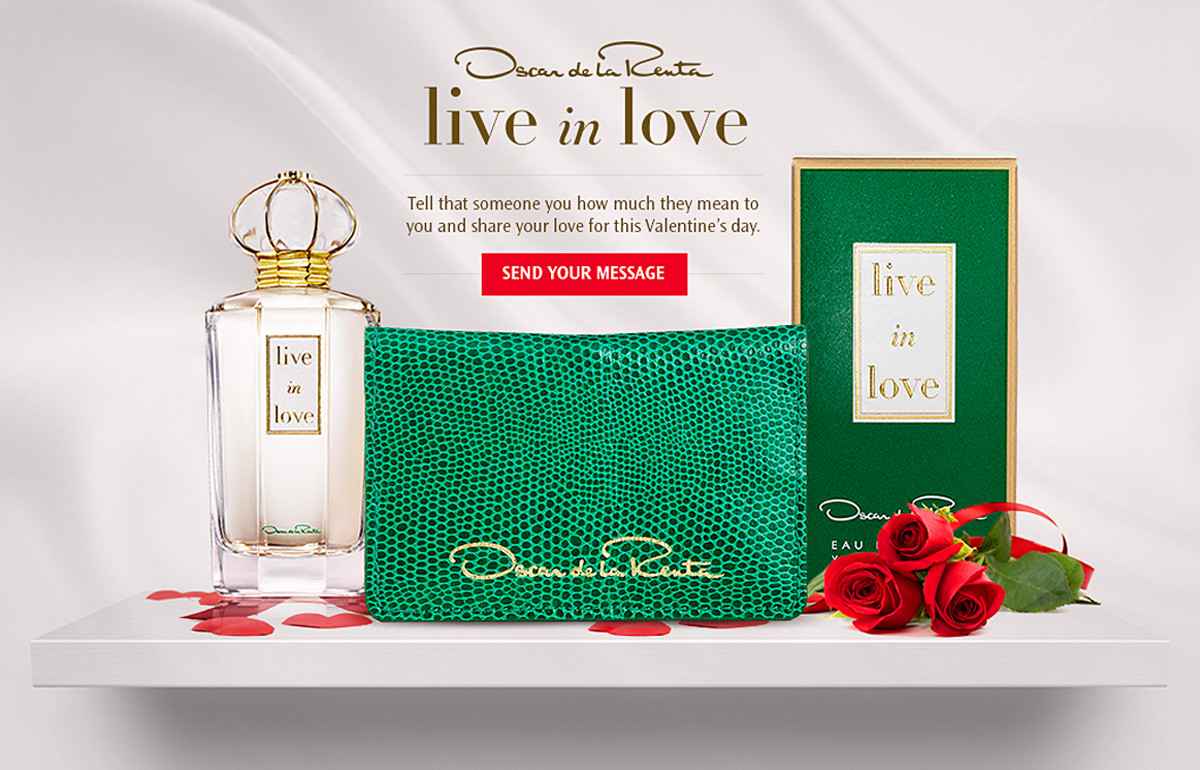 Oscar de la Renta
live in love
Tell that someone you how much they mean to
you and share your love for this Valentine's day.
SEND YOUR MESSAGE
live
in
love
Oscar de la Renta
Oscar de la Renta
live
in
love
Oscar
EAU